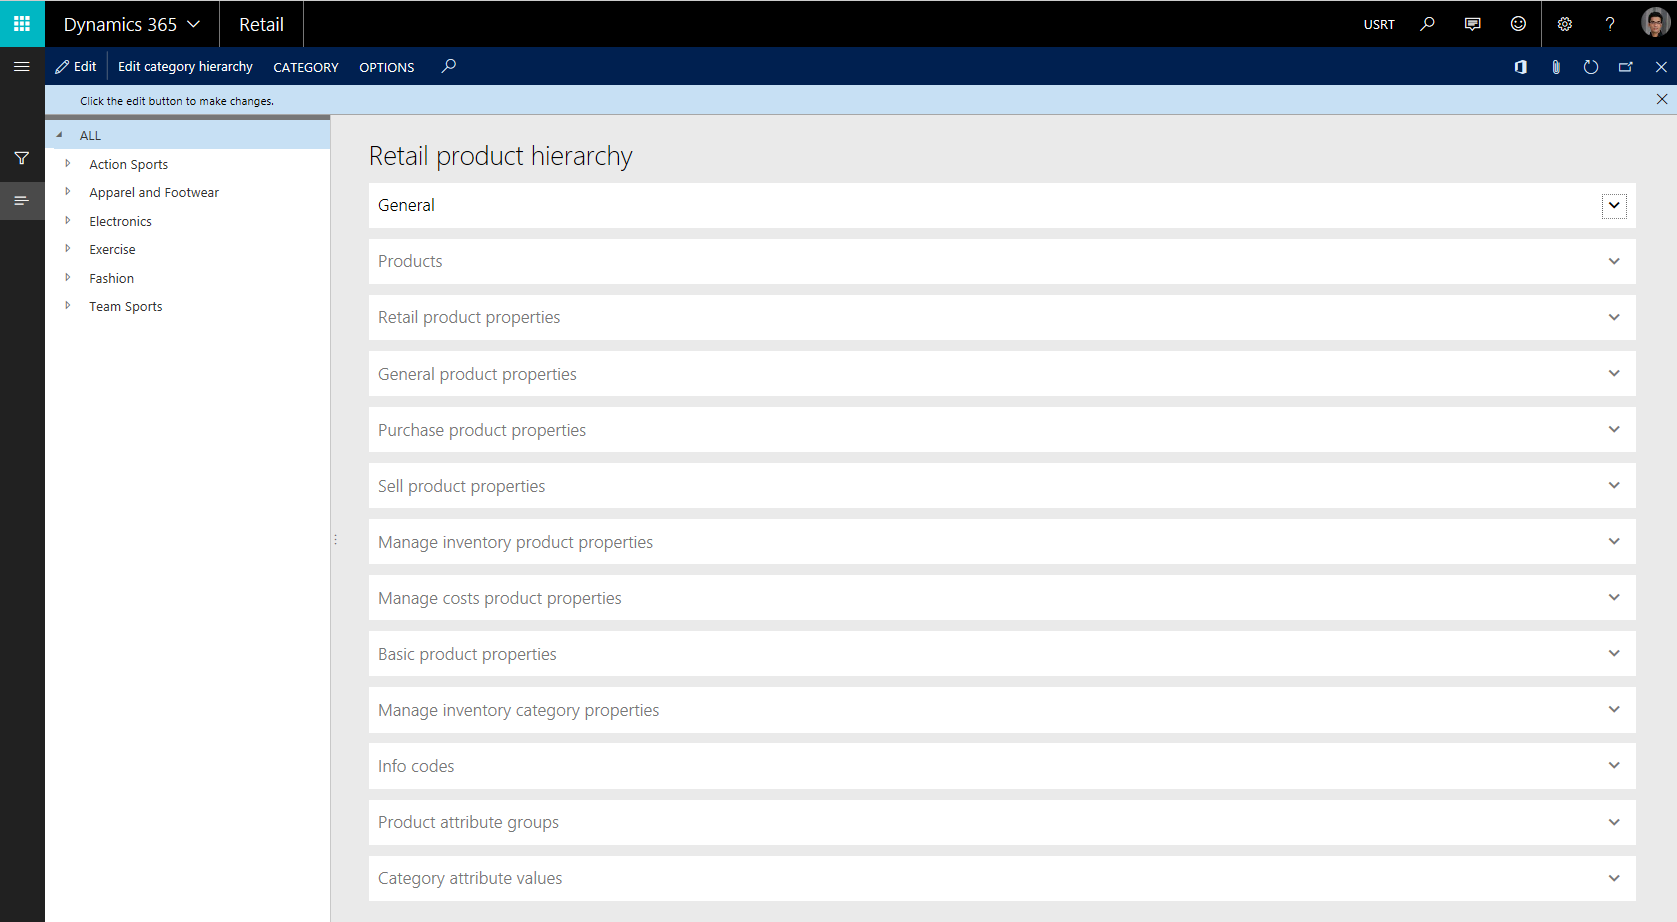 Dynamics 365 Retail USRT ?
Edit Edit category hierarchy CATEGORY OPTIONS
Click the edit button to make changes.
ALL
Action Sports
Apparel and Footwear
Electronics
Exercise
Fashion
Team Sports
Retail product hierarchy
General
Products
Retail product properties
General product properties
Purchase product properties
Sell product properties
Manage inventory product properties
Manage costs product properties
Basic product properties
Manage inventory category properties
Info codes
Product attribute groups
Category attribute values